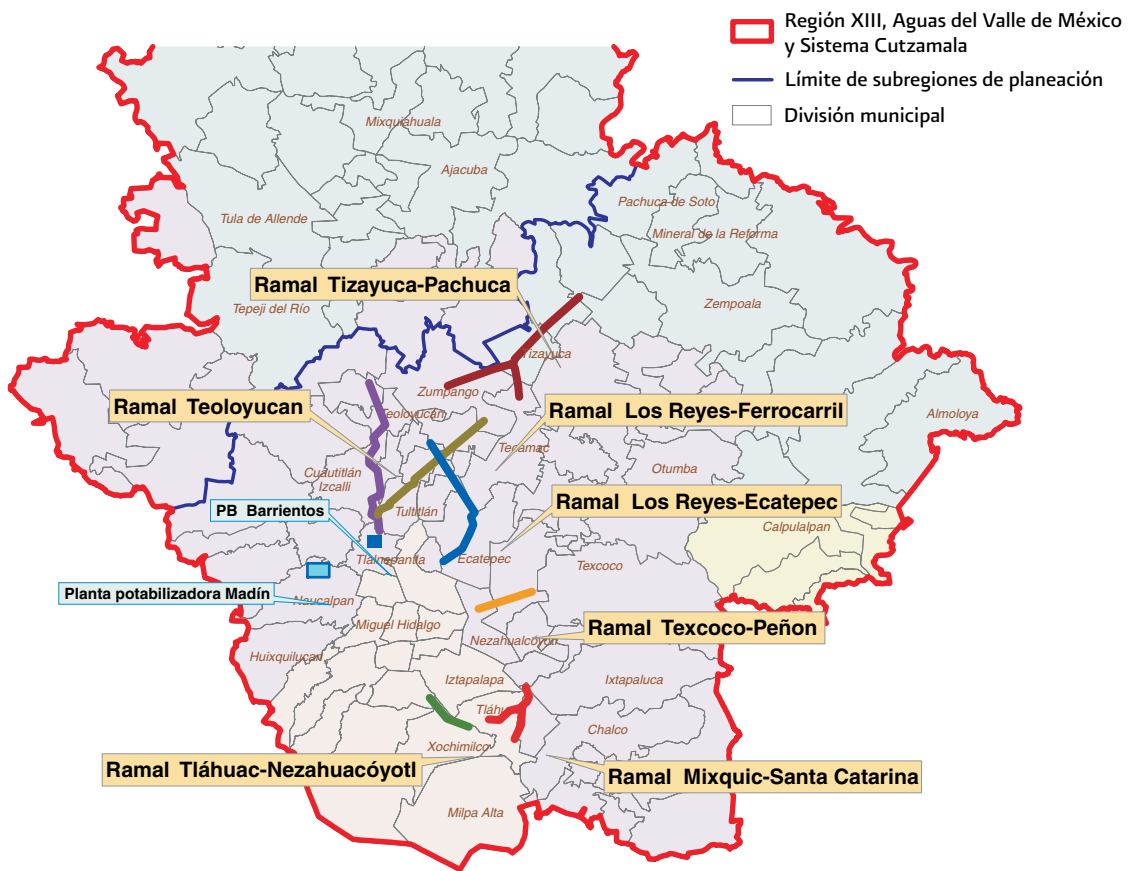 Región XIII, Aguas del Valle de México
y Sistema Cutzamala
Límite de subregiones de planeación
División municipal
Mixquiahuala
Ajacuba
Pachuca de Soto
Tula de Allende
Mineral de la Reforma
Ramal Tizayuca-Pachuca
Zempoala
Tepeji del Río
Tizayuca
Zumpango
Ramal Teoloyucan
Teoloyucan
Ramal Los Reyes-Ferrocarril
Almoloya
Tecamac
Otumba
Cuautitlán
Izcalli
Ramal Los Reyes-Ecatepec
PB Barrientos
Tultitlán
Calpulalpan
Tlalnepantla
Ecatepec
Texcoco
Planta potabilizadora Madín
Naucalpan
Miguel Hidalgo
Ramal Texcoco-Peñon
Nezahualcóyotl
Huixquilucan
Iztapalapa
Ixtapaluca
Tláhu
Chalco
Xochimilco
Ramal Tláhuac-Nezahuacóyotl
Ramal Mixquic-Santa Catarina
Milpa Alta